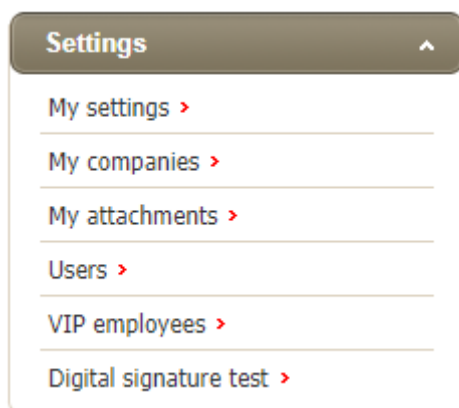 Settings
My settings
My companies
My attachments
Users
VIP employees
Digital signature test